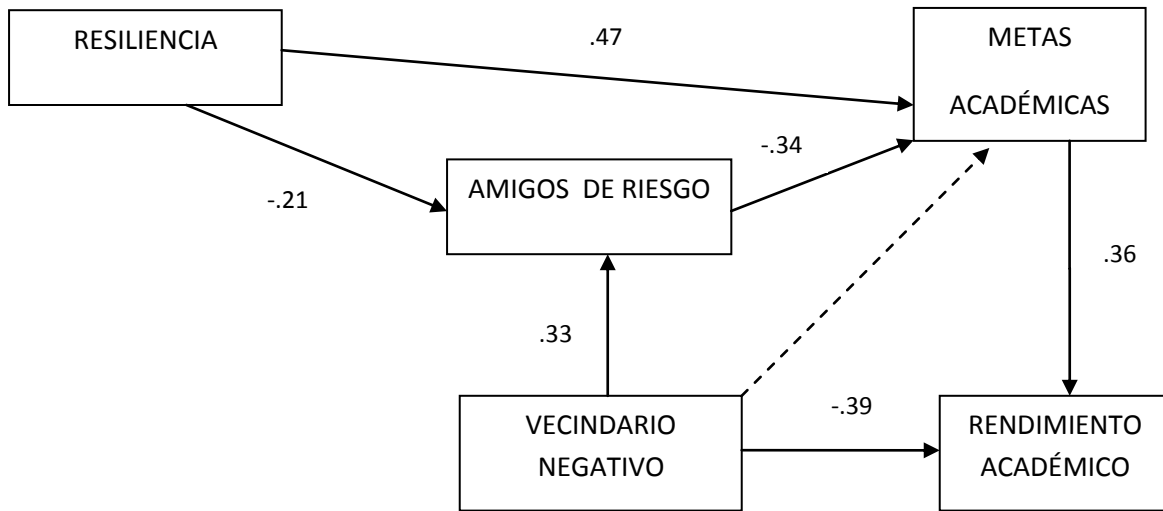 RESILIENCIA
.47
METAS
ACADÉMICAS
-.34
AMIGOS DE RIESGO
-.21
.36
.33
VECINDARIO
NEGATIVO
-.39
RENDIMIENTO
ACADÉMICO